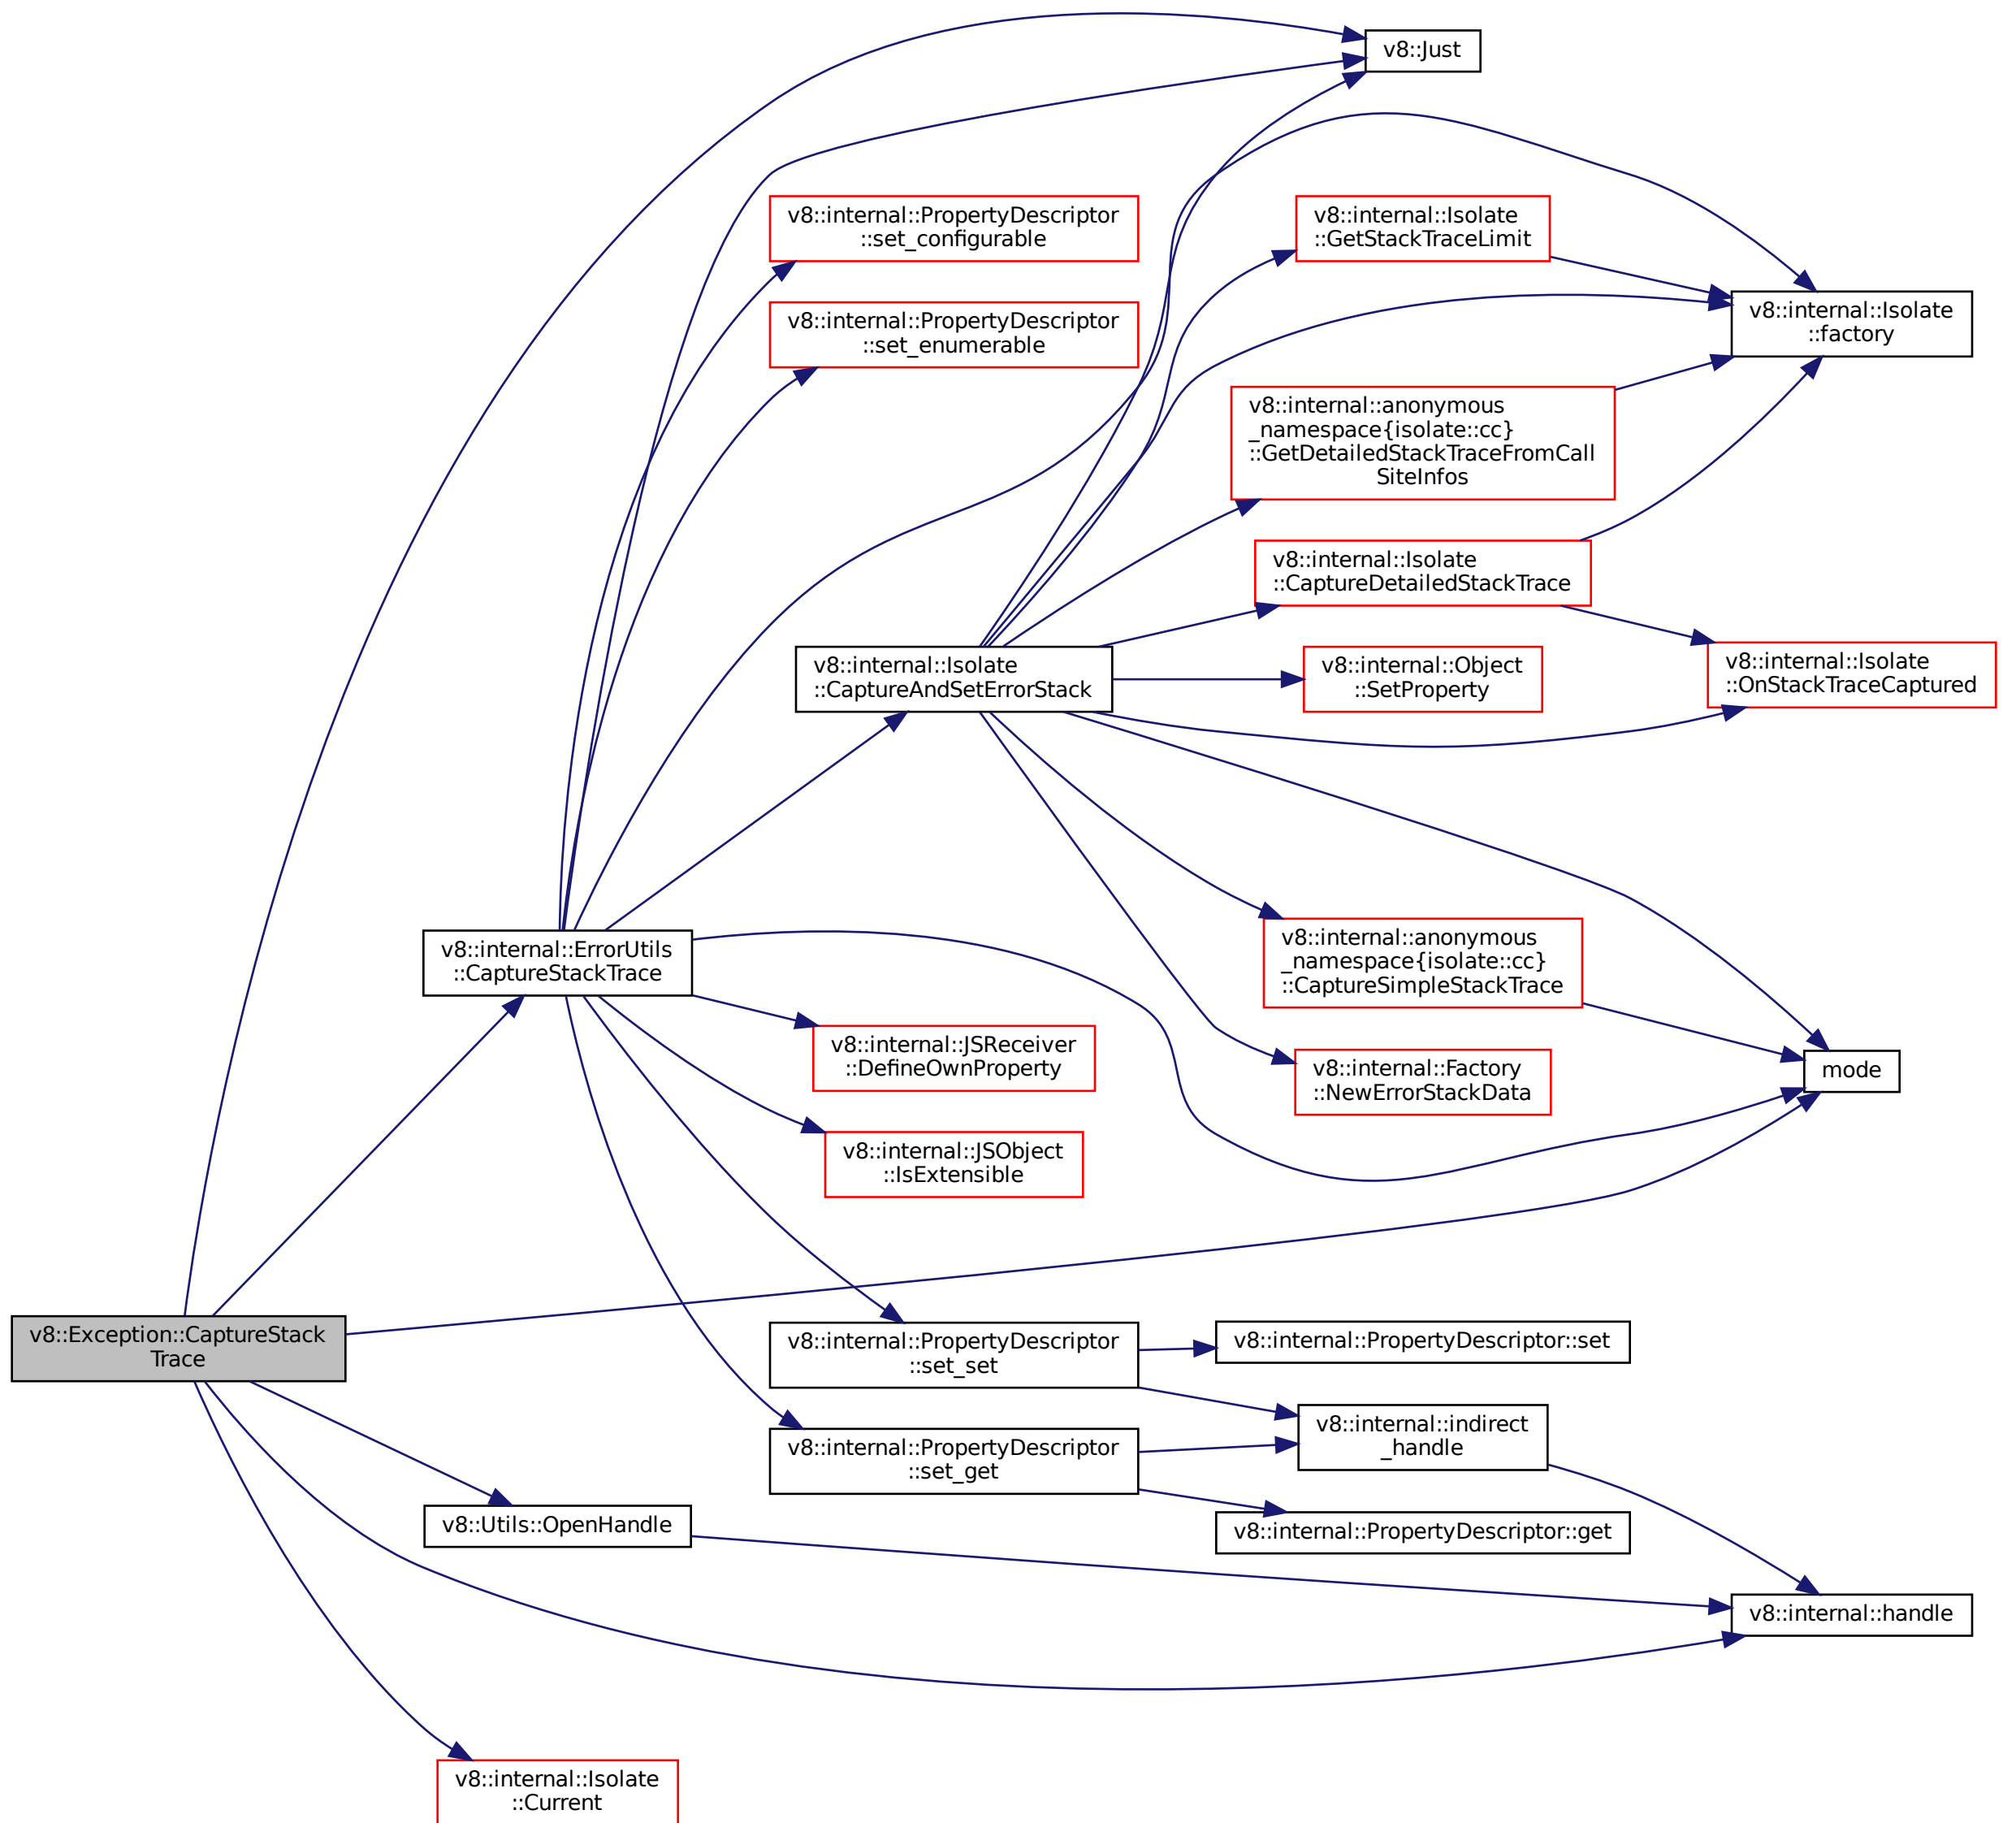 v8::Just
v8::internal::PropertyDescriptor
::set_configurable
v8::internal::Isolate
::GetStackTraceLimit
v8::internal::PropertyDescriptor
::set_enumerable
v8::internal::Isolate
::factory
v8::internal::anonymous
_namespace{isolate::cc}
::GetDetailedStackTraceFromCall
SiteInfos
v8::internal::Isolate
::CaptureDetailedStackTrace
v8::internal::Isolate
::CaptureAndSetErrorStack
v8::internal::Object
::SetProperty
v8::internal::Isolate
::OnStackTraceCaptured
v8::internal::ErrorUtils
::CaptureStackTrace
v8::internal::anonymous
_namespace{isolate::cc}
::CaptureSimpleStackTrace
v8::internal::JSReceiver
::DefineOwnProperty
v8::internal::Factory
::NewErrorStackData
mode
v8::internal::JSObject
::IsExtensible
v8::Exception::CaptureStack
Trace
v8::internal::PropertyDescriptor
::set_set
v8::internal::PropertyDescriptor::set
v8::internal::indirect
_handle
v8::internal::PropertyDescriptor
::set_get
v8::Utils::OpenHandle
v8::internal::PropertyDescriptor::get
v8::internal::handle
v8::internal::Isolate
::Current